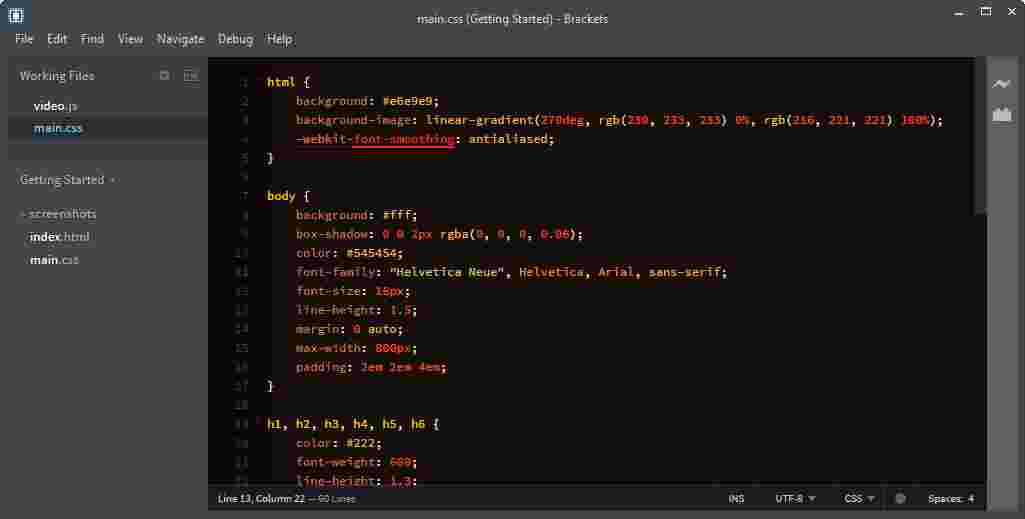 main.css (Getting Started) - Brackets
File Edit Find View Navigate Debug Help
Working Files
video.js
main.css
Getting Started
screenshots
index.html
main.css
1 html {
2 background: #e6e9e9;
3 background-image: linear-gradient(270deg, rgb(230, 233, 233) 0%, rgb(216, 221, 221) 100%);
4 -webkit-font-smoothing: antialiased;
5 }
6
7 body {
8 background: #fff;
9 box-shadow: 0 0 2px rgba(0, 0, 0, 0.06);
10 color: #545454;
11 font-family: "Helvetica Neue", Helvetica, Arial, sans-serif;
12 font-size: 16px;
13 line-height: 1.5;
14 margin: 0 auto;
15 max-width: 800px;
16 padding: 2em 2em 4em;
17 }
18
19 h1, h2, h3, h4, h5, h6 {
20 color: #222;
21 font-weight: 600;
22 line-height: 1.3;
Line 13, Column 22 — 60 Lines INS UTF-8 CSS Spaces: 4